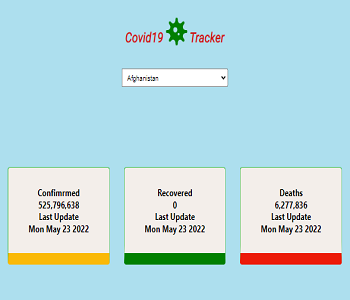 Covid19 Tracker
Afghanistan
Confimrmed
525,796,638
Last Update
Mon May 23 2022
Recovered
0
Last Update
Mon May 23 2022
Deaths
6,277,836
Last Update
Mon May 23 2022